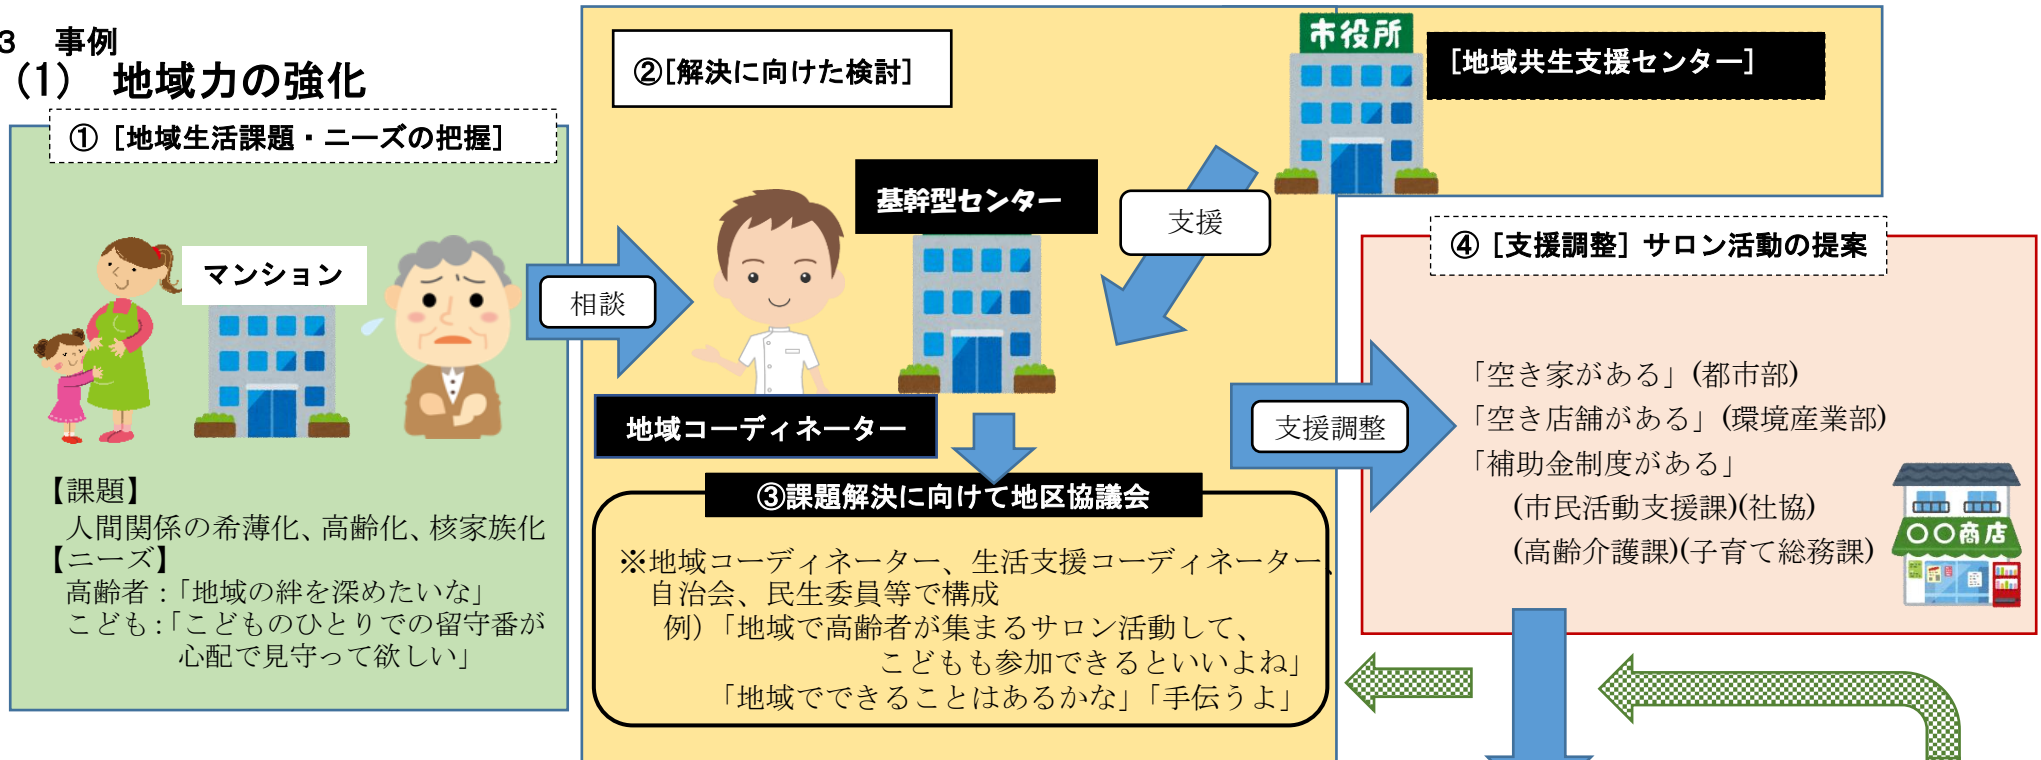 3 事例
(1) 地域力の強化
①[地域生活課題・ニーズの把握]
マンション
【課題】
人間関係の希薄化、高齢化、核家族化
【ニーズ】
高齢者:「地域の絆を深めたいな」
こども:「こどものひとりでの留守番が
心配で見守って欲しい」
相談
②[解決に向けた検討]
市役所
[地域共生支援センター]
基幹型センター
支援
地域コーディネーター
③課題解決に向けて地区協議会
※地域コーディネーター、生活支援コーディネーター、
自治会、民生委員等で構成
例)「地域で高齢者が集まるサロン活動して、
こどもも参加できるといいよね」
「地域でできることはあるかな」「手伝うよ」
支援調整
④[支援調整]サロン活動の提案
「空き家がある」(都市部)
「空き店舗がある」(環境産業部)
「補助金制度がある」
(市民活動支援課)(社協)
(高齢介護課)(子育て総務課)
〇〇商店